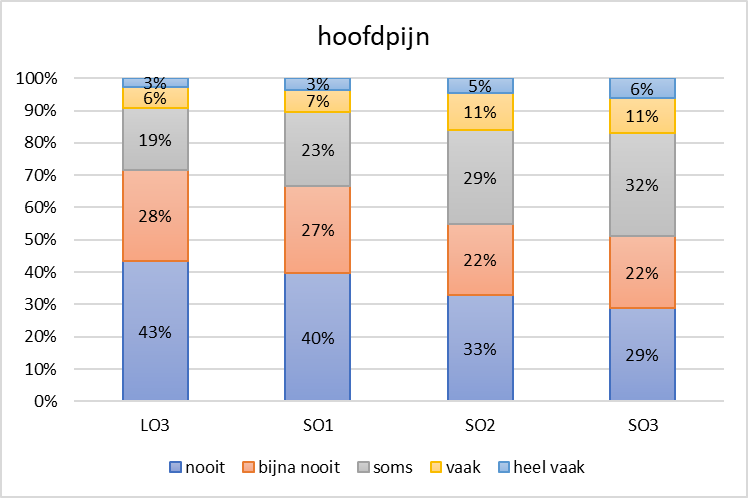 hoofdpijn
100% 3% 3% 5% 6%
90% 6% 7% 11% 11%
80% 19% 23% 29% 32%
70%
60% 28% 27% 22% 22%
50%
40% 43% 40% 33% 29%
30%
20%
10%
0%
LO3 SO1 SO2 SO3
nooit bijna nooit soms vaak heel vaak